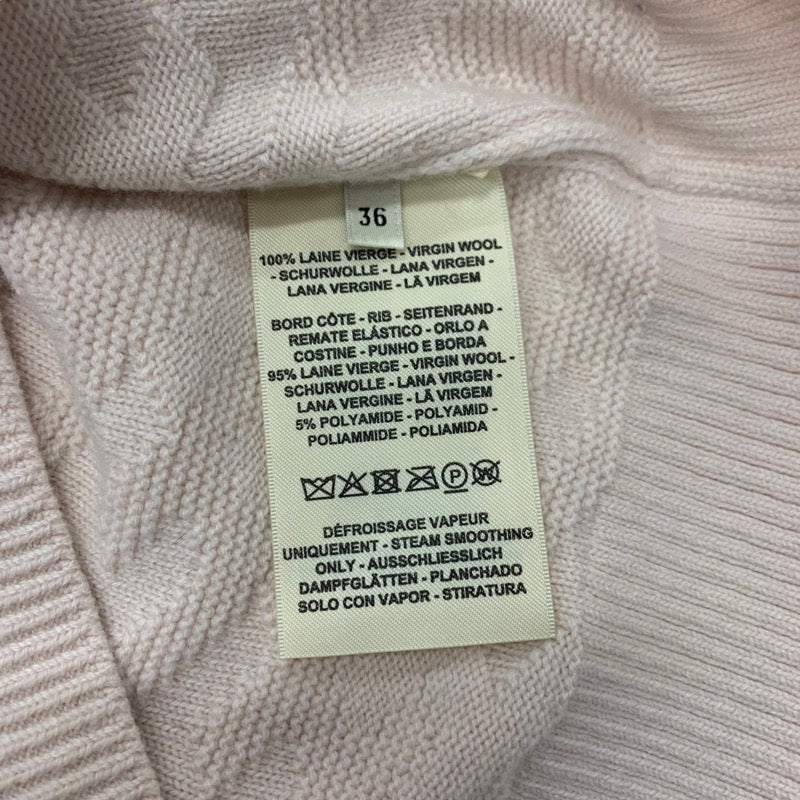 36
100% LAINE VIERGE - VIRGIN WOOL
- SCHURWOLLE - LANA VIRGEN -
LANA VERGINE - LÃ VIRGEM
BORD CÔTE - RIB - SEITENRAND -
REMATE ELÁSTICO - ORLO A
COSTINE - PUNHO E BORDA
95% LAINE VIERGE - VIRGIN WOOL -
SCHURWOLLE - LANA VIRGEN -
LANA VERGINE - LÃ VIRGEM
5% POLYAMIDE - POLYAMID -
POLIAMMIDE - POLIAMIDA
P W
DÉFROISSAGE VAPEUR
UNIQUEMENT - STEAM SMOOTHING
ONLY - AUSSCHLIESSLICH
DAMPFGLÄTTEN - PLANCHADO
SOLO CON VAPOR - STIRATURA